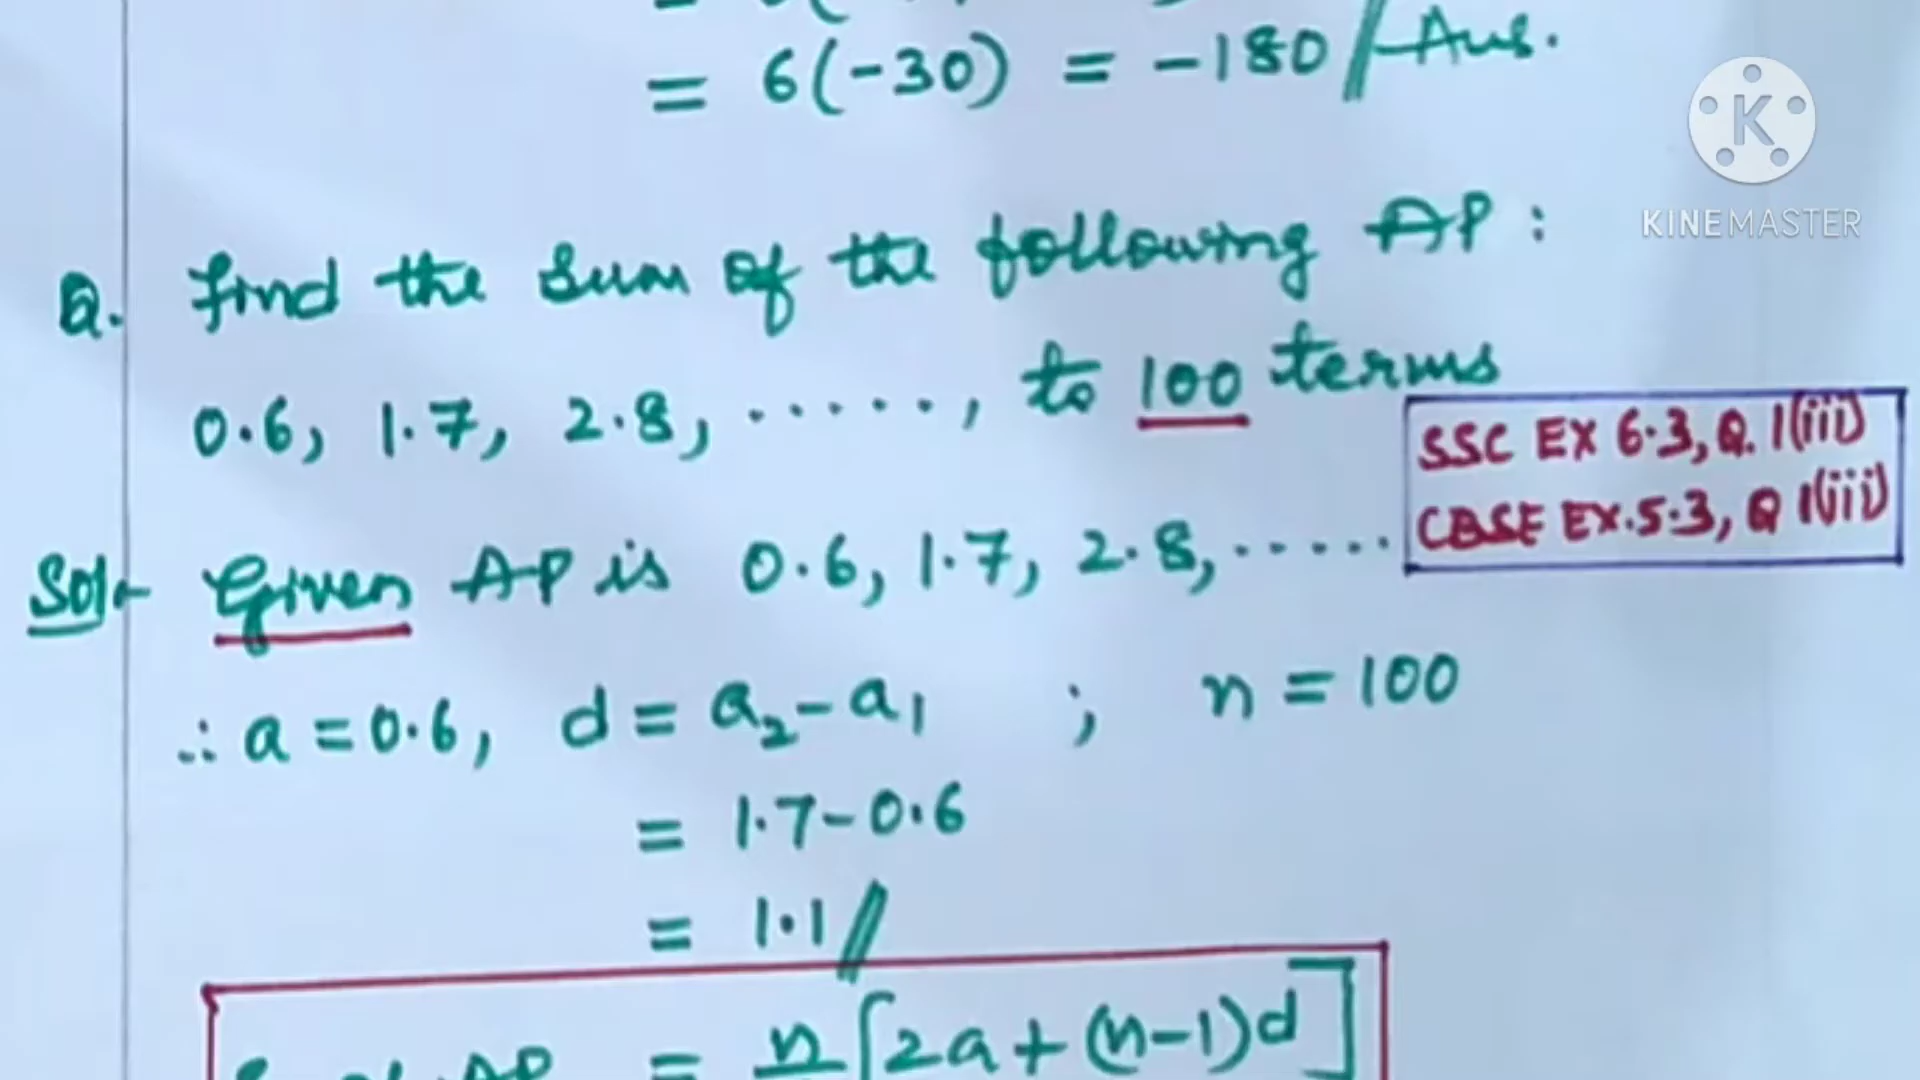 = 6(-30) = -180 // Ans.
KINEMASTER
Q. find the sum of the following AP :
0.6, 1.7, 2.8, ......, to 100 terms
SSC EX 6.3, Q. 1(iii)
CBSE EX.5.3, Q 1(iii)
Sol:- Given AP is 0.6, 1.7, 2.8, .....
∴ a = 0.6, d = a₂ - a₁ ; n = 100
= 1.7 - 0.6
= 1.1 //
AP = n [2a + (n-1)d]